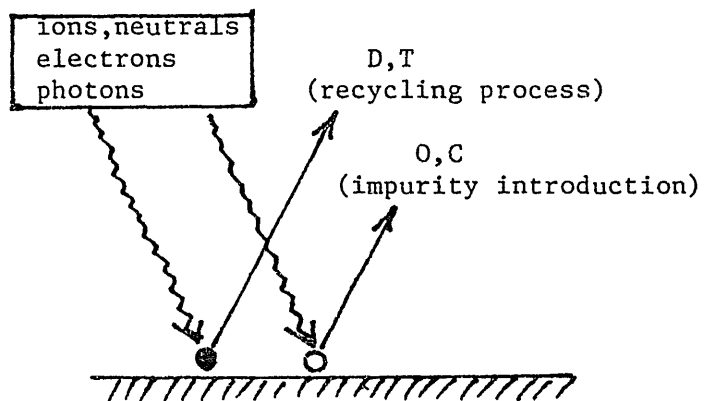 ions,neutrals
electrons
photons
D,T
(recycling process)
O,C
(impurity introduction)